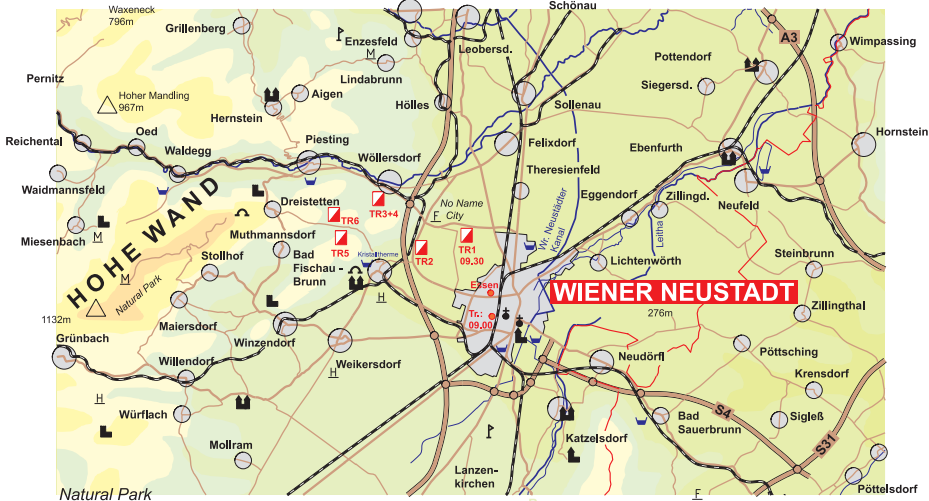 Schönau
Waxeneck
796m
Grillenberg
Enzesfeld
Leobersd.
A3
Wimpassing
M
Pottendorf
Lindabrunn
Pernitz
Siegersd.
Aigen
Hoher Mandling
967m
Hölles
Sollenau
Hernstein
Reichental
Oed
Piesting
Hornstein
Waldegg
Wöllersdorf
Felixdorf
Ebenfurth
Theresienfeld
Waidmannsfeld
Eggendorf
Zillingd.
Neufeld
HOHE WAND
Dreistetten
TR3+4
No Name
City
F
TR6
Wr. Neustädter
Kanal
Leitha
Miesenbach
M
Muthmannsdorf
TR5
TR2
TR1
09.30
Kristalltherme
Steinbrunn
Stollhof
Bad
Fischau -
Brunn
Lichtenwörth
M
Natural Park
Essen
WIENER NEUSTADT
H
Zillingthal
1132m
276m
Maiersdorf
Tr.:
09.00
Grünbach
Winzendorf
Pöttsching
Willendorf
Weikersdorf
Neudörfl
H
Krensdorf
H
Würflach
S4
Bad
Sauerbrunn
Sigleß
Mollram
Katzelsdorf
S31
Lanzen-
kirchen
Natural Park
F
Pöttelsdorf